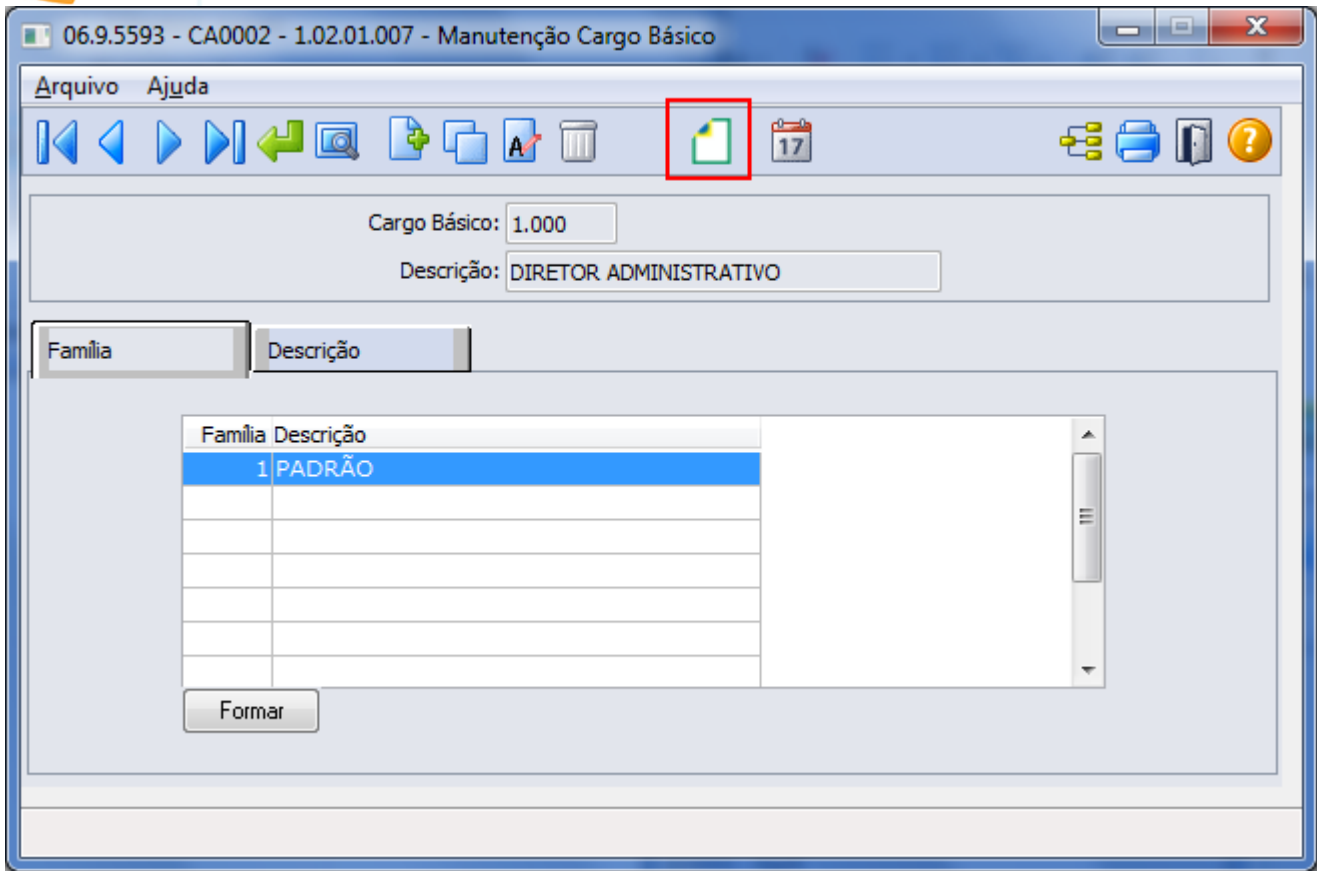 06.9.5593 - CA0002 - 1.02.01.007 - Manutenção Cargo Básico
Arquivo Ajuda
17
Cargo Básico: 1.000
Descrição: DIRETOR ADMINISTRATIVO
Família Descrição
Família Descrição
1 PADRÃO
Formar